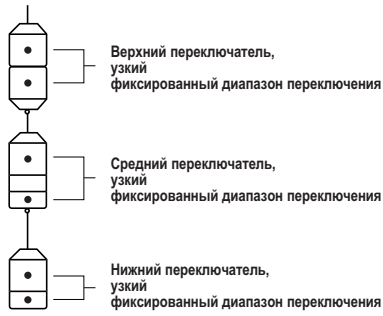 Верхний переключатель,
узкий
фиксированный диапазон переключения
Средний переключатель,
узкий
фиксированный диапазон переключения
Нижний переключатель,
узкий
фиксированный диапазон переключения